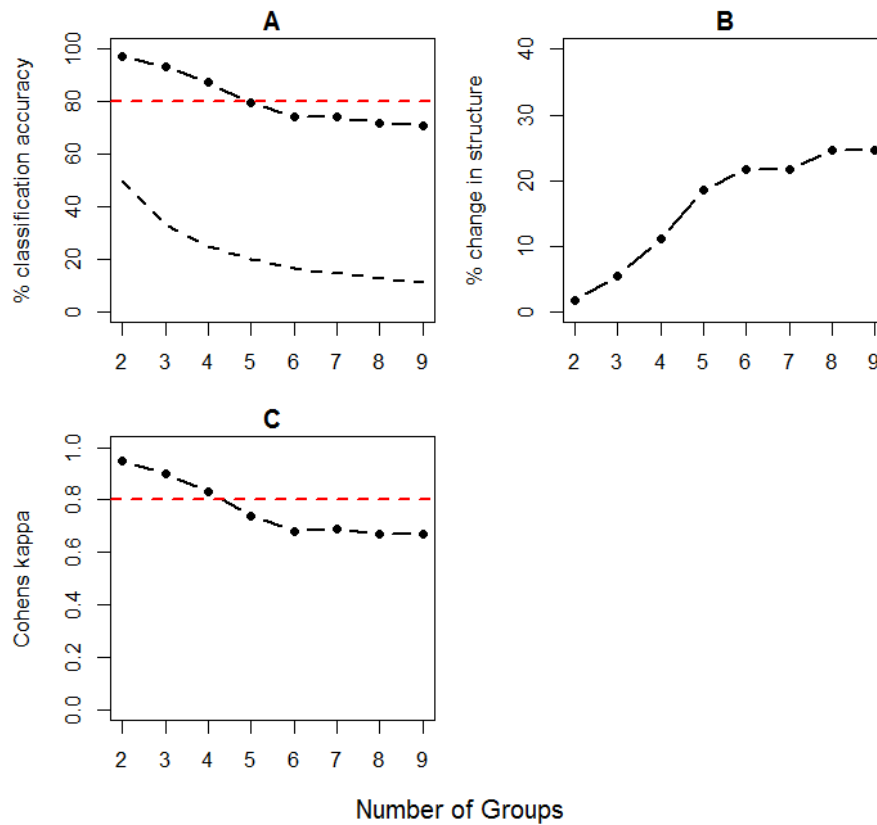 A
% classification accuracy
100
80
60
40
20
0
2 3 4 5 6 7 8 9
B
% change in structure
40
30
20
10
0
2 3 4 5 6 7 8 9
C
Cohens kappa
1.0
0.8
0.6
0.4
0.2
0.0
2 3 4 5 6 7 8 9
Number of Groups